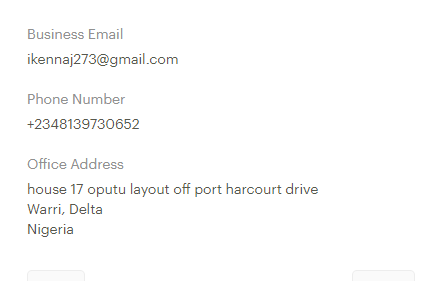 Business Email
ikennaj273@gmail.com
Phone Number
+2348139730652
Office Address
house 17 oputu layout off port harcourt drive
Warri, Delta
Nigeria